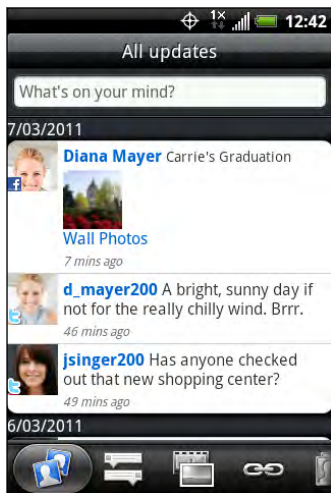 1X 12:42
All updates
What's on your mind?
7/03/2011
Diana Mayer Carrie's Graduation
Wall Photos
7 mins ago
d_mayer200 A bright, sunny day if
not for the really chilly wind. Brrr.
46 mins ago
jsinger200 Has anyone checked
out that new shopping center?
49 mins ago
6/03/2011